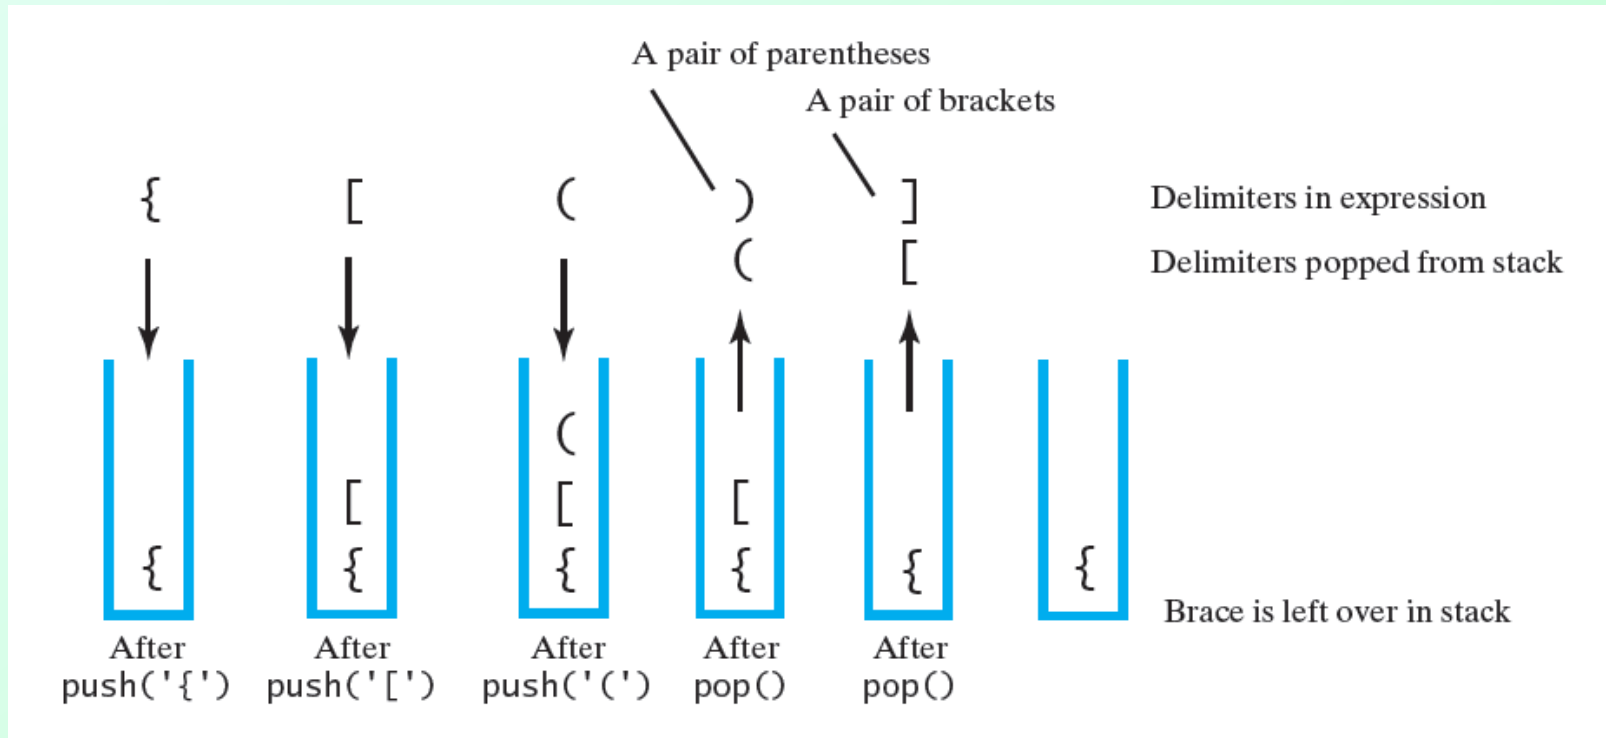 A pair of parentheses
A pair of brackets
{ [ ( ) ] Delimiters in expression
( [ Delimiters popped from stack
(
[ [ [
{ { { { { {
Brace is left over in stack
After After After After After
push('{') push('[') push('(') pop() pop()